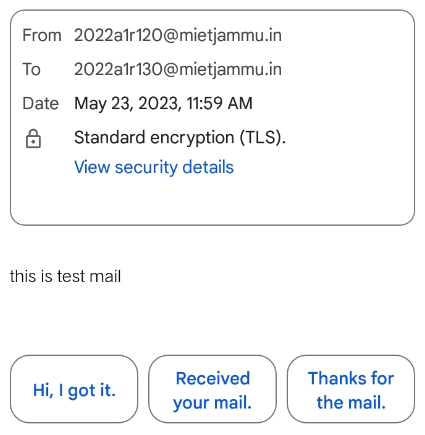 From 2022a1r120@mietjammu.in
To 2022a1r130@mietjammu.in
Date May 23, 2023, 11:59 AM
Standard encryption (TLS).
View security details
this is test mail
Hi, I got it.
Received
your mail.
Thanks for
the mail.